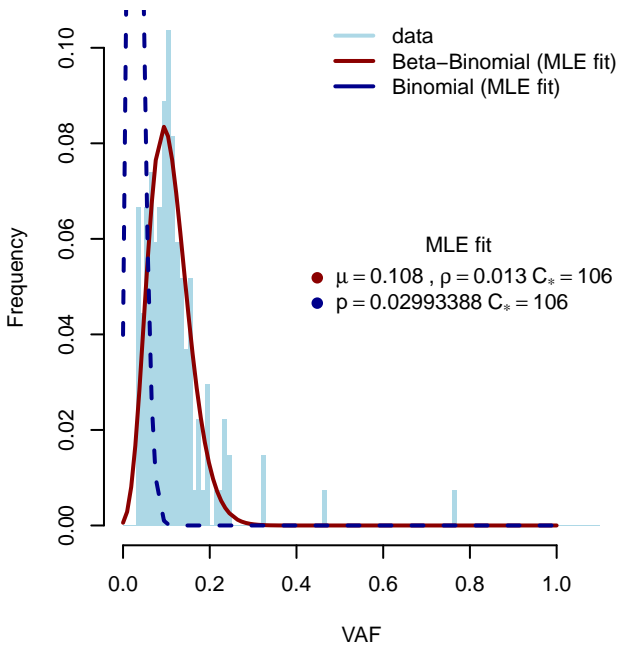 data
Beta−Binomial (MLE fit)
Binomial (MLE fit)
0.10
0.08
0.06
0.04
0.02
0.00
Frequency
MLE fit
μ = 0.108 , ρ = 0.013 C* = 106
p = 0.02993388 C* = 106
0.0 0.2 0.4 0.6 0.8 1.0
VAF